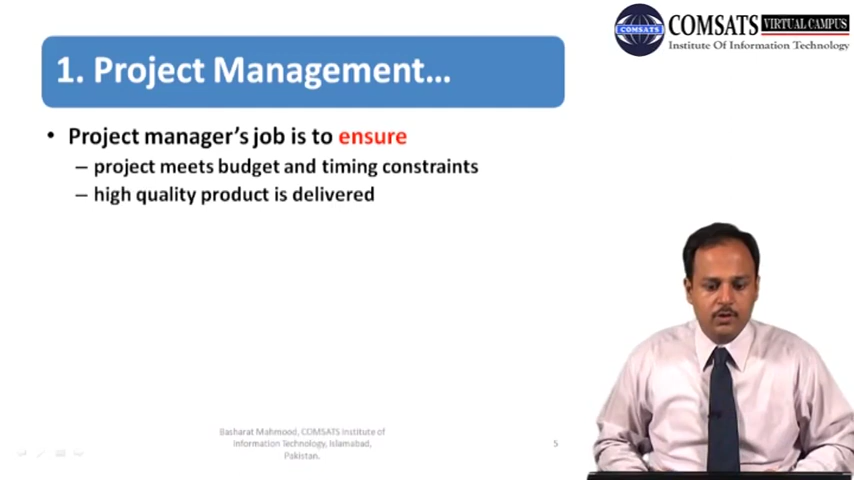 COMSATS VIRTUAL CAMPUS
COMSATS
Institute Of Information Technology
1. Project Management...
• Project manager's job is to ensure
– project meets budget and timing constraints
– high quality product is delivered
Basharat Mahmood, COMSATS Institute of
Information Technology, Islamabad,
Pakistan.
5